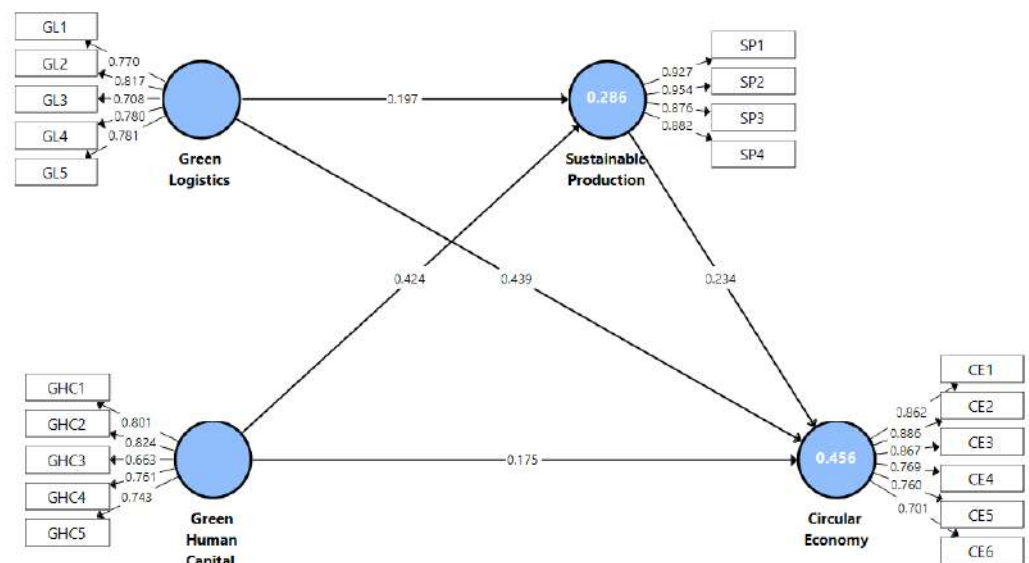 GL1
GL2
GL3
GL4
GL5
0.770
0.817
0.708
0.780
0.781
Green
Logistics
0.197
0.286
Sustainable
Production
0.927
0.954
0.876
0.882
SP1
SP2
SP3
SP4
0.424
0.439
0.234
GHC1
GHC2
GHC3
GHC4
GHC5
0.801
0.824
0.663
0.761
0.743
Green
Human
Capital
0.175
0.456
Circular
Economy
0.862
0.886
0.867
0.769
0.760
0.701
CE1
CE2
CE3
CE4
CE5
CE6